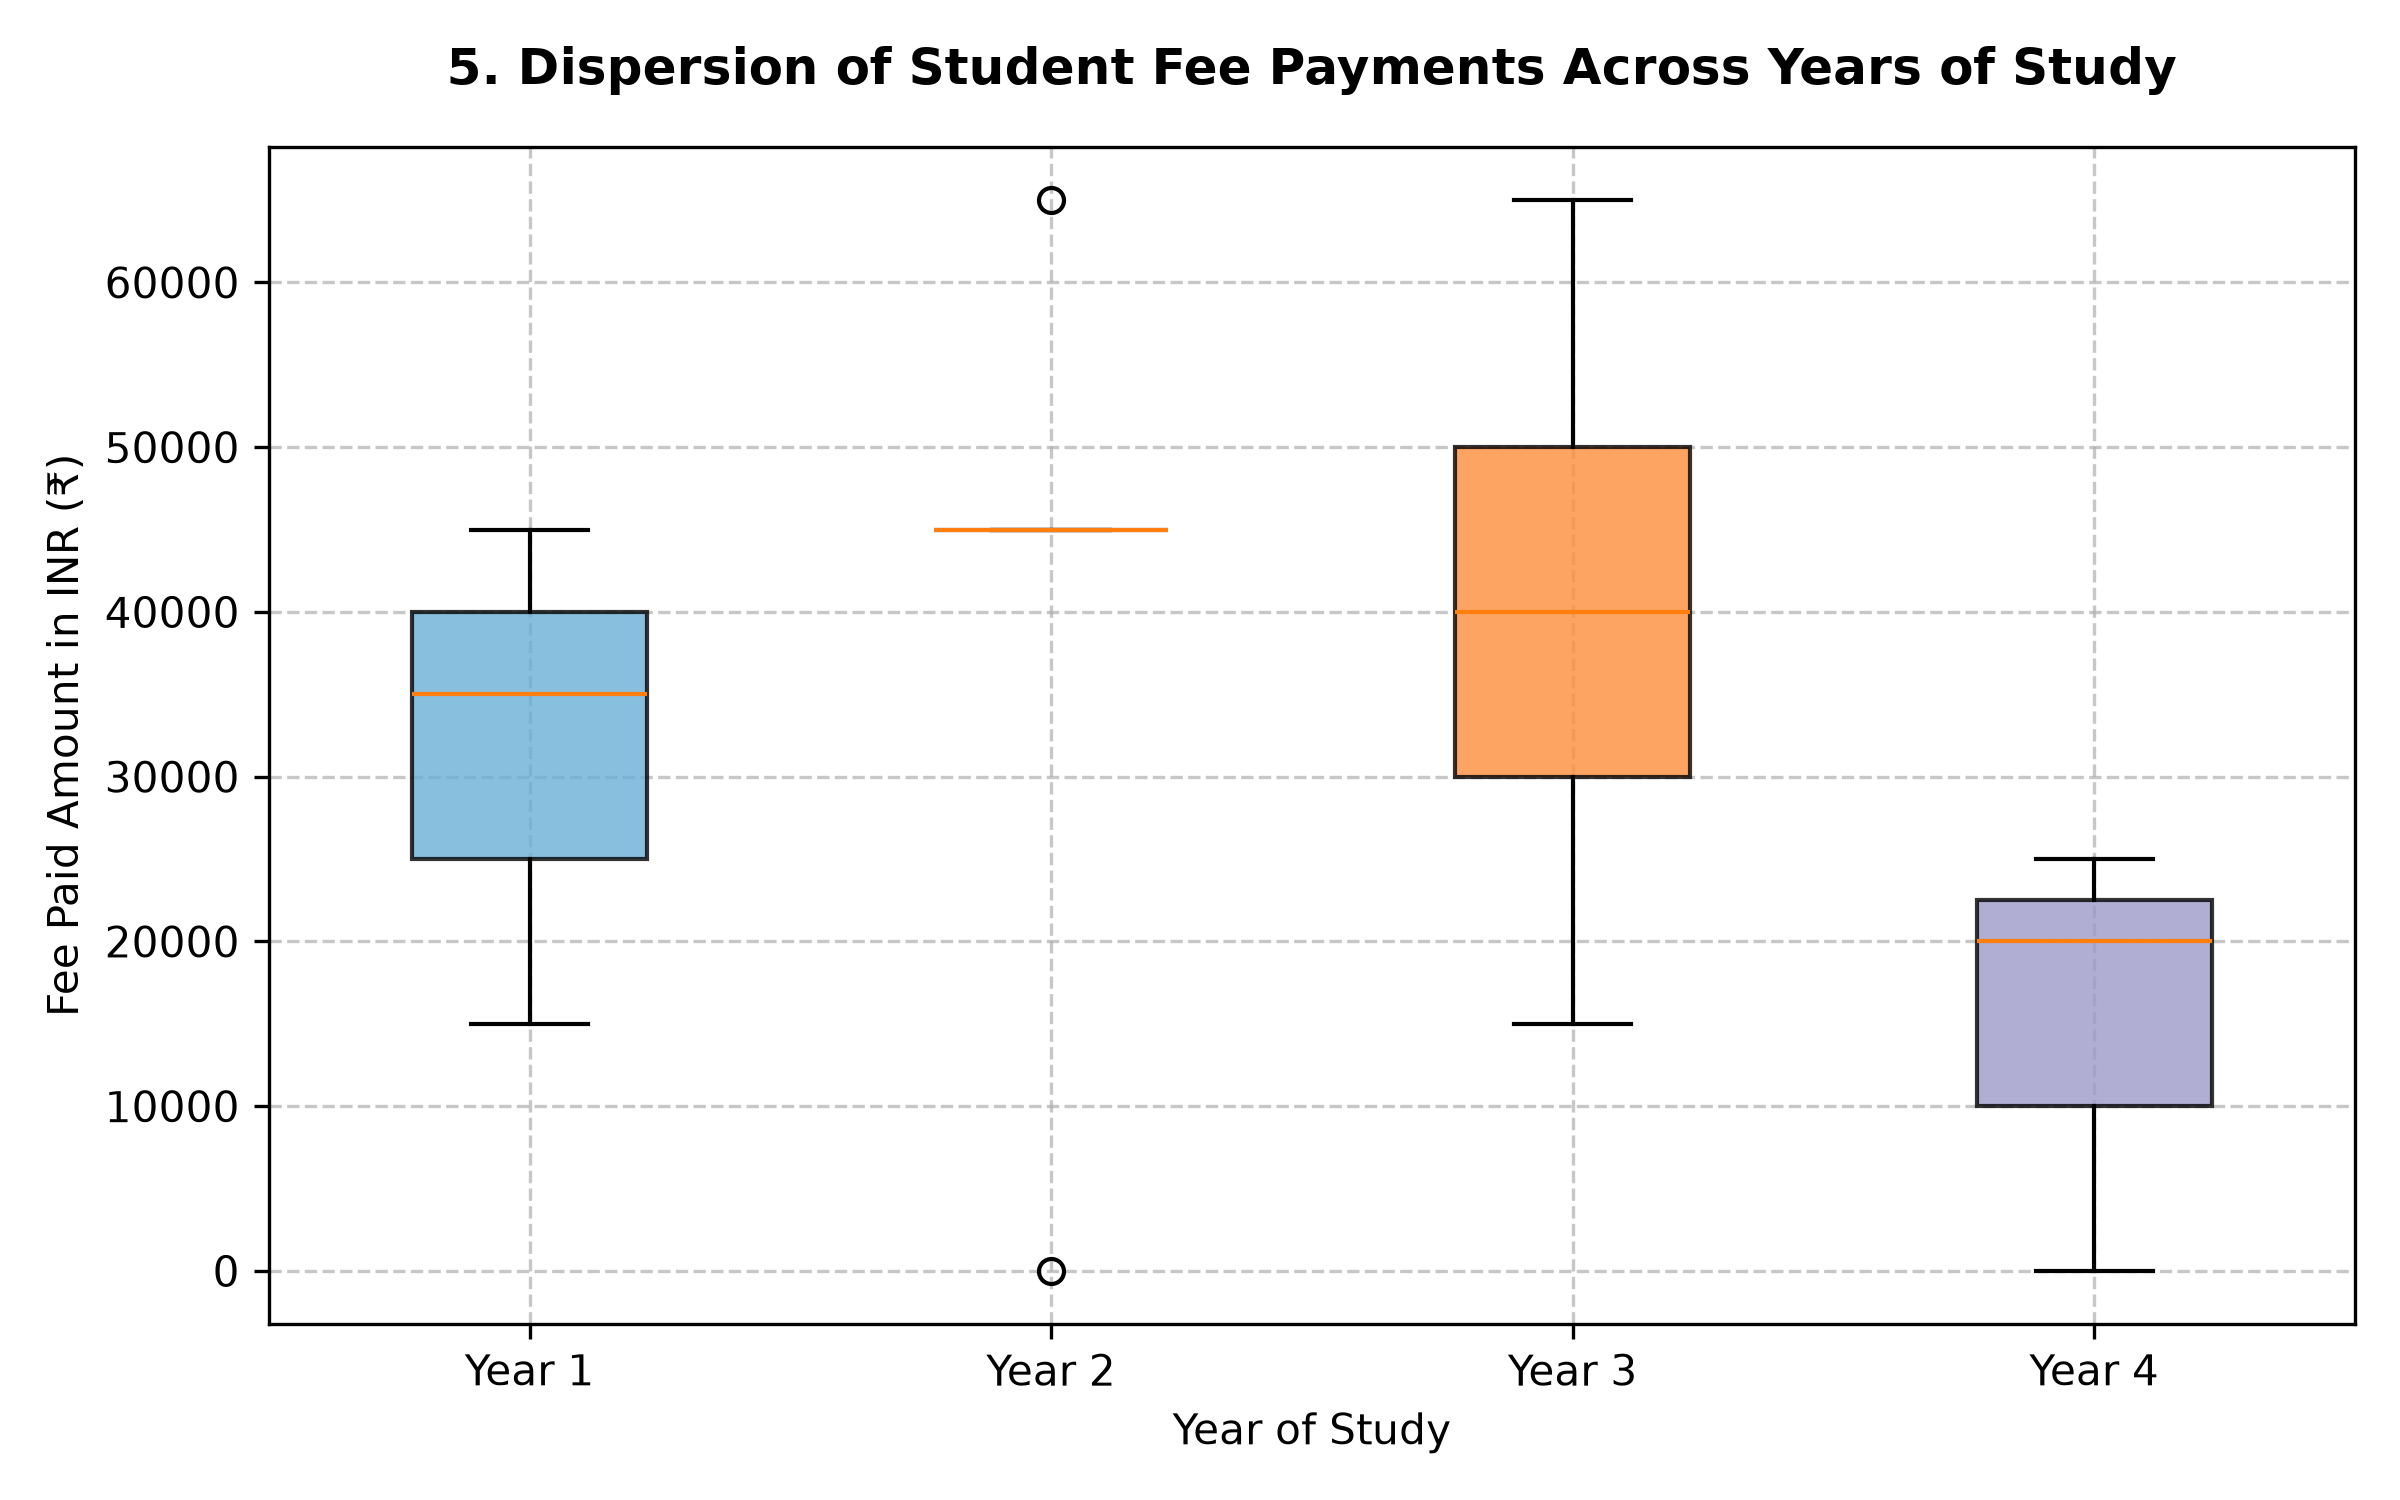 5. Dispersion of Student Fee Payments Across Years of Study
Fee Paid Amount in INR (₹)
60000
50000
40000
30000
20000
10000
0
Year 1 Year 2 Year 3 Year 4
Year of Study